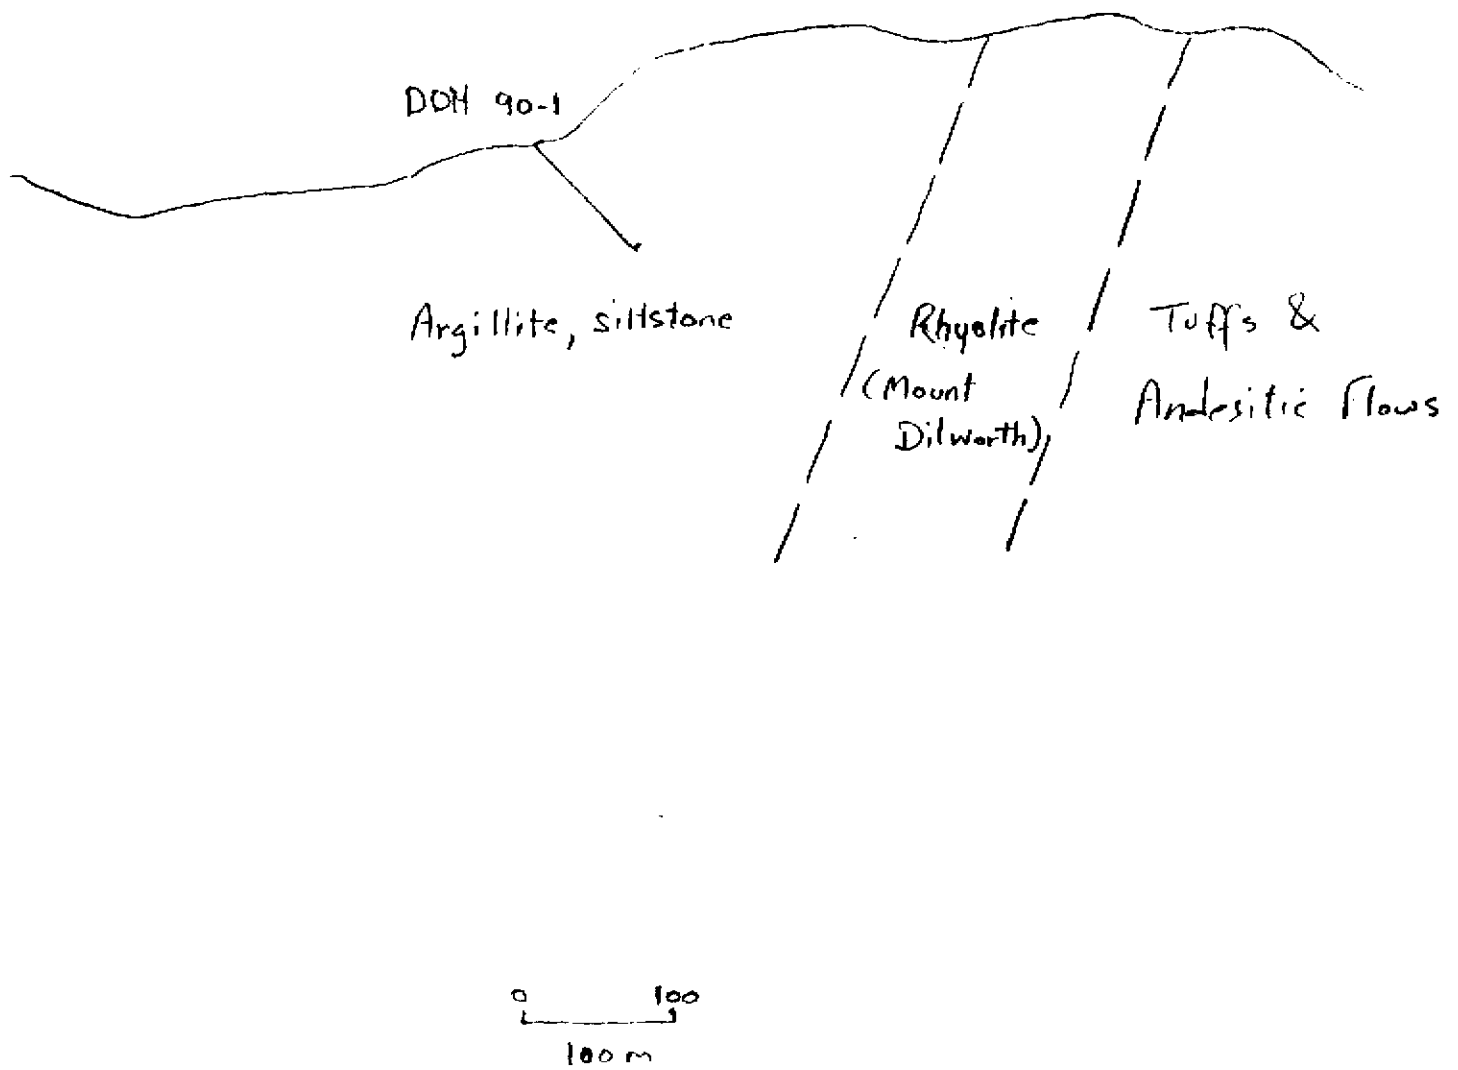 DDH 90-1
Argillite, siltstone
Rhyolite
(Mount
Dilworth)
Tuffs &
Andesitic Flows
0 100
100 m